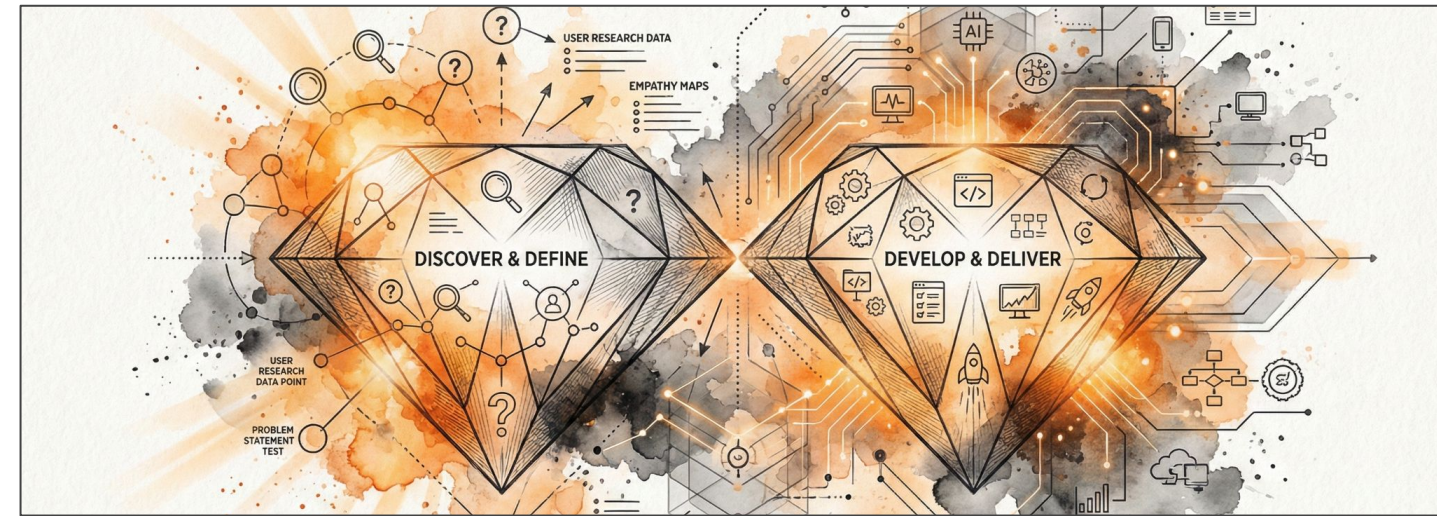 USER RESEARCH DATA
EMPATHY MAPS
AI
?
?
?
</>
DISCOVER & DEFINE
DEVELOP & DELIVER
?
</>
USER
RESEARCH
DATA POINT
?
PROBLEM
STATEMENT
TEST